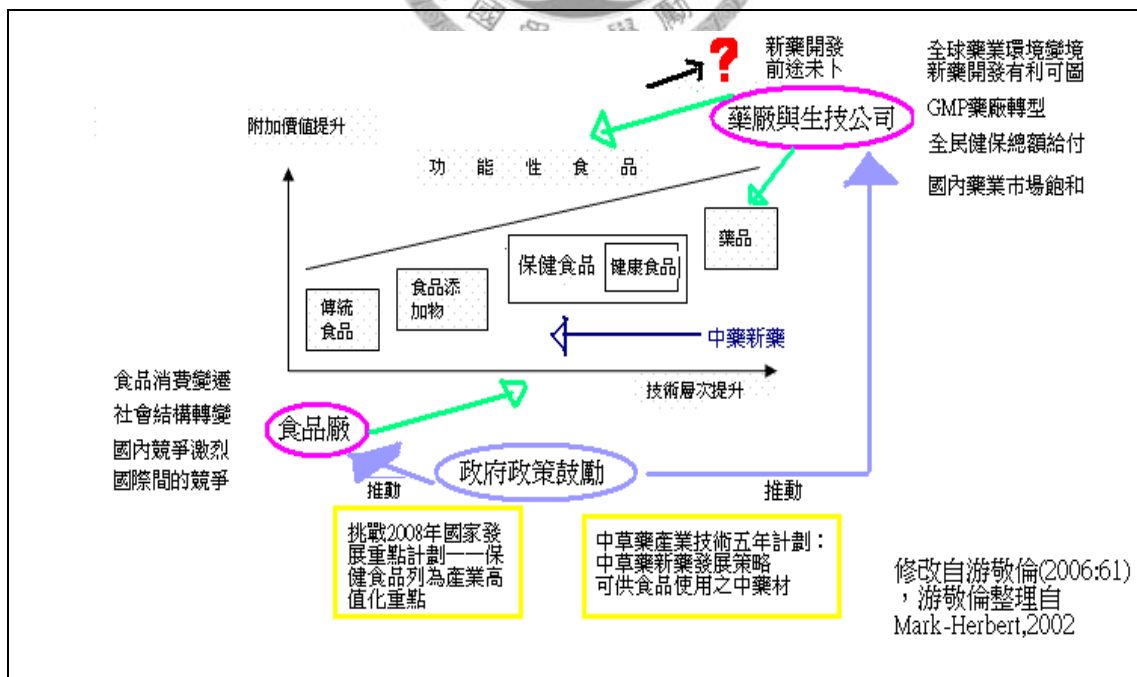 國 學 勵
新藥開發
前途未卜
?
全球藥業環境變境
新藥開發有利可圖
藥廠與生技公司
GMP藥廠轉型
全民健保總額給付
國內藥業市場飽和
附加價值提升
功 能 性 食 品
藥品
保健食品
健康食品
食品添
加物
傳統
食品
中藥新藥
技術層次提升
食品消費變遷
社會結構轉變
國內競爭激烈
國際間的競爭
食品廠
政府政策鼓勵
推動
推動
挑戰2008年國家發
展重點計劃——保
健食品列為產業高
值化重點
中草藥產業技術五年計劃：
中草藥新藥發展策略
可供食品使用之中藥材
修改自游敬倫(2006:61)
，游敬倫整理自
Mark-Herbert,2002